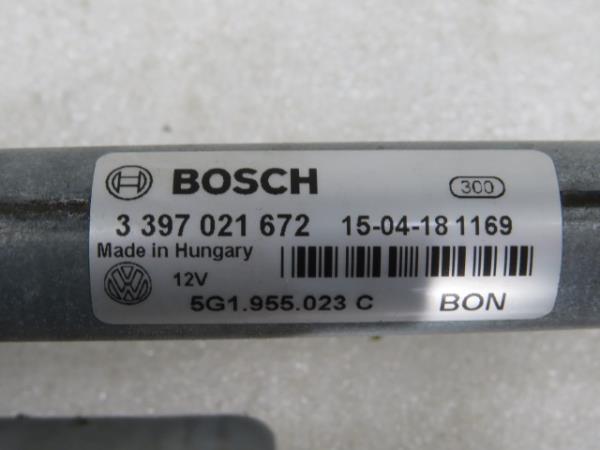 BOSCH 300
3 397 021 672 15-04-18 1169
Made in Hungary
12V
5G1.955.023 C BON